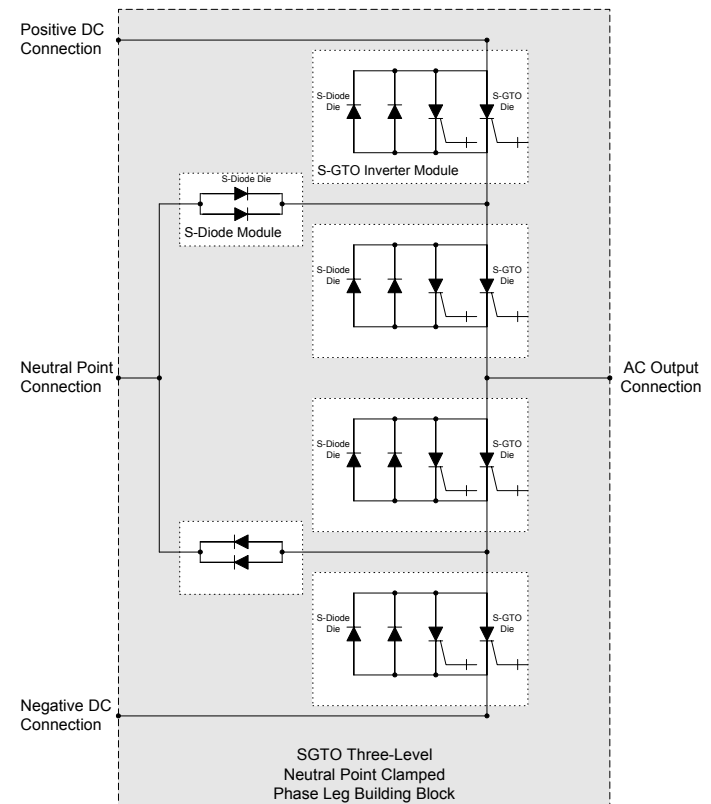 Positive DC
Connection
S-Diode
Die
S-GTO
Die
S-GTO Inverter Module
S-Diode Die
S-Diode Module
S-Diode
Die
S-GTO
Die
Neutral Point
Connection
AC Output
Connection
S-Diode
Die
S-GTO
Die
S-Diode
Die
S-GTO
Die
Negative DC
Connection
SGTO Three-Level
Neutral Point Clamped
Phase Leg Building Block